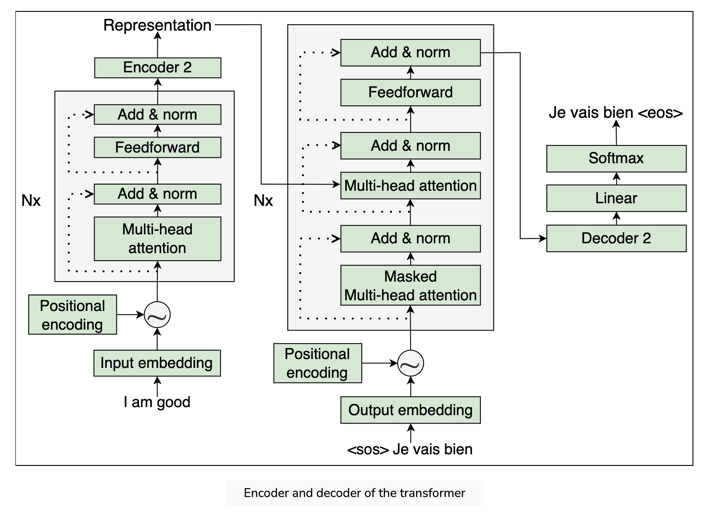 Representation
Encoder 2
Add & norm
Feedforward
Add & norm
Multi-head
attention
Nx
Positional
encoding
Input embedding
I am good
Add & norm
Feedforward
Add & norm
Multi-head attention
Nx
Add & norm
Masked
Multi-head attention
Positional
encoding
Output embedding
<sos> Je vais bien
Je vais bien <eos>
Softmax
Linear
Decoder 2
Encoder and decoder of the transformer